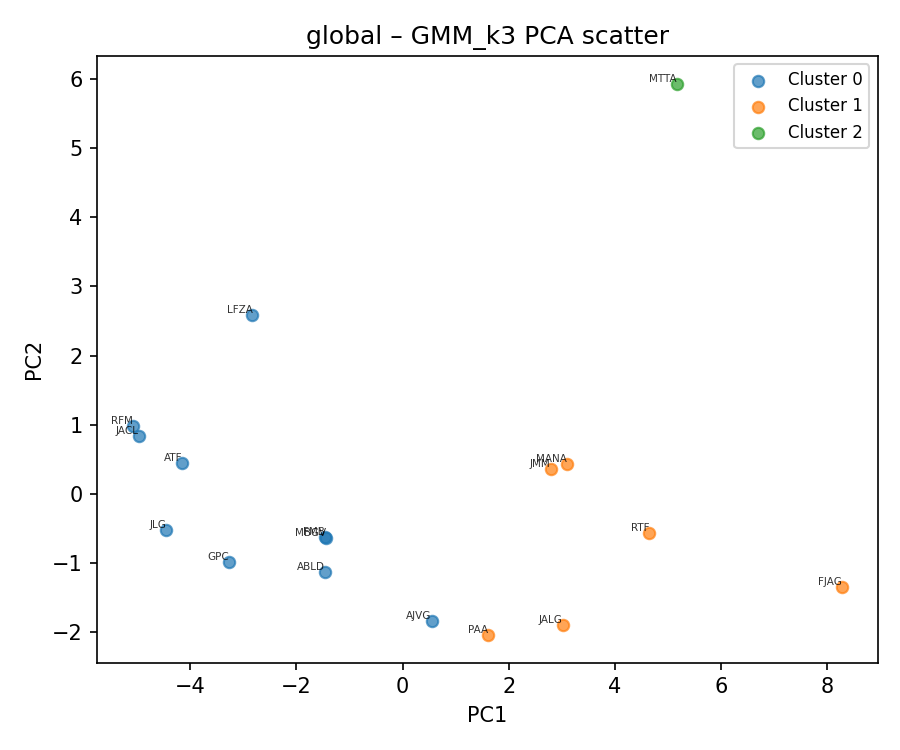 global – GMM_k3 PCA scatter
Cluster 0
Cluster 1
Cluster 2
MTTA
LFZA
RFM
JACL
ATF
MANA
JMM
JLG
RTF
GPC
ABLD
FJAG
AJVG
JALG
PAA
6
5
4
3
2
1
0
−1
−2
PC2
−4
−2
0
2
4
6
8
PC1